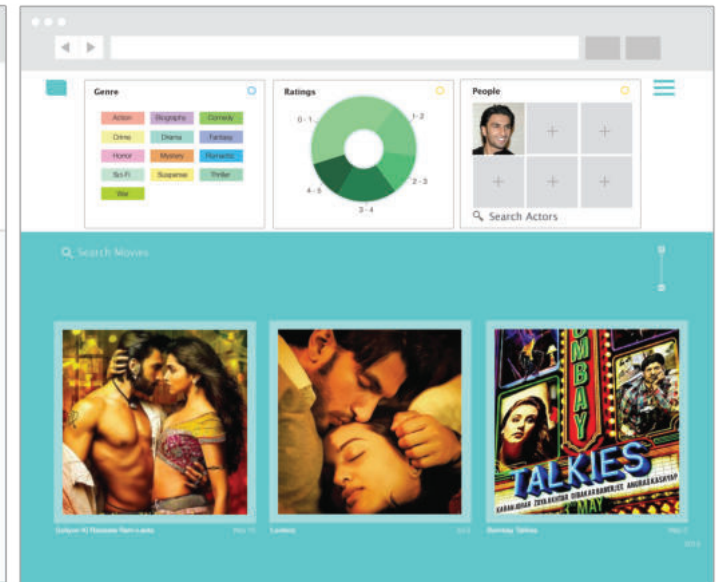 Genre
Action Biography Comedy
Crime Drama Fantasy
Horror Mystery Romantic
Sci-Fi Suspense Thriller
War
Ratings
0-1
1-2
2-3
3-4
4-5
People
Search Actors
Search Movies
BOMBAY
TALKIES
KARAN JOHAR ZOYA AKHTAR DIBAKAR BANERJEE ANURAG KASHYAP
MAY
Lootera
Bombay Talkies